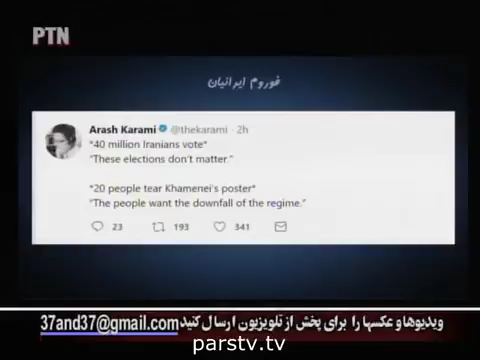 PTN
فوروم ایرانیان
Arash Karami @thekarami · 2h
*40 million Iranians vote*
"These elections don't matter."
*20 people tear Khamenei's poster*
"The people want the downfall of the regime."
23 193 341
ویدیوها و عکسها را برای پخش از تلویزیون ارسال کنید 37and37@gmail.com
parstv.tv